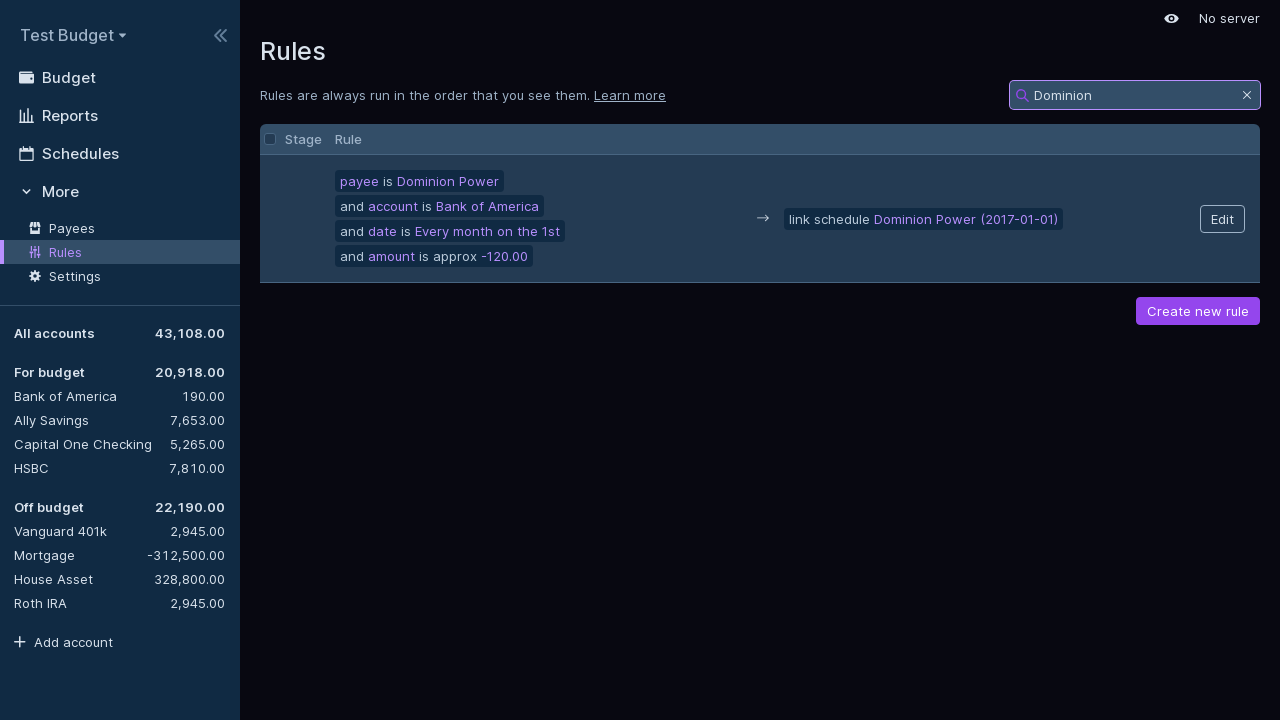 Test Budget
Budget
Reports
Schedules
More
Payees
Rules
Settings
All accounts 43,108.00
For budget 20,918.00
Bank of America 190.00
Ally Savings 7,653.00
Capital One Checking 5,265.00
HSBC 7,810.00
Off budget 22,190.00
Vanguard 401k 2,945.00
Mortgage -312,500.00
House Asset 328,800.00
Roth IRA 2,945.00
Add account
No server
Rules
Rules are always run in the order that you see them. Learn more
Dominion
Stage Rule
payee is Dominion Power
and account is Bank of America
and date is Every month on the 1st
and amount is approx -120.00
→ link schedule Dominion Power (2017-01-01)
Edit
Create new rule